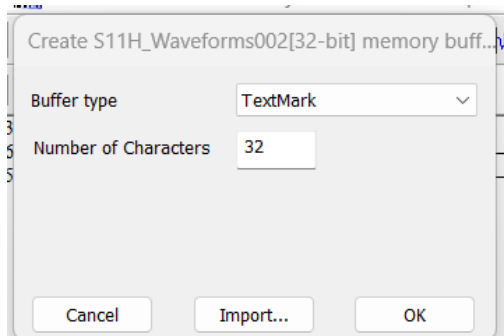 Create S11H_Waveforms002[32-bit] memory buff...
Buffer type TextMark
Number of Characters 32
Cancel Import... OK